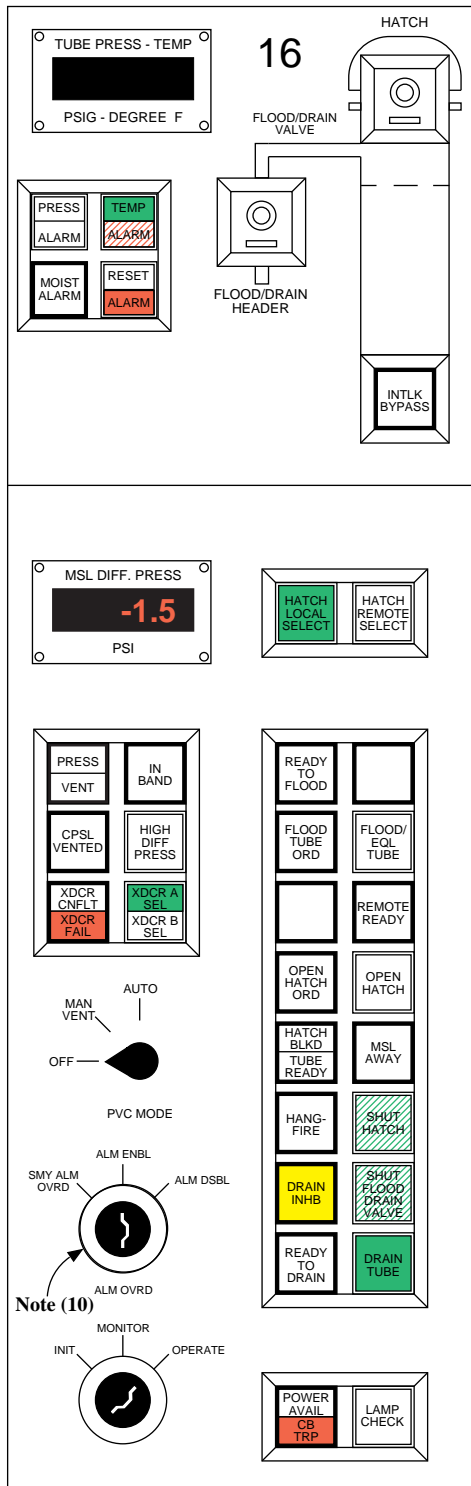 TUBE PRESS - TEMP
PSIG - DEGREE F
16
HATCH
FLOOD/DRAIN
VALVE
PRESS
ALARM
TEMP
ALARM
MOIST
ALARM
RESET
ALARM
FLOOD/DRAIN
HEADER
INTLK
BYPASS
MSL DIFF. PRESS
-1.5
PSI
HATCH
LOCAL
SELECT
HATCH
REMOTE
SELECT
PRESS
VENT
IN
BAND
CPSL
VENTED
HIGH
DIFF
PRESS
XDCR
CNFLT
XDCR
FAIL
XDCR A
SEL
XDCR B
SEL
READY
TO
FLOOD
FLOOD
TUBE
ORD
FLOOD/
EQL
TUBE
REMOTE
READY
OPEN
HATCH
ORD
OPEN
HATCH
HATCH
BLKD
TUBE
READY
MSL
AWAY
HANG-
FIRE
SHUT
HATCH
DRAIN
INHB
SHUT
FLOOD
DRAIN
VALVE
READY
TO
DRAIN
DRAIN
TUBE
AUTO
MAN
VENT
OFF
PVC MODE
ALM ENBL
SMY ALM
OVRD
ALM DSBL
ALM OVRD
Note (10)
MONITOR
INIT
OPERATE
POWER
AVAIL
CB
TRP
LAMP
CHECK